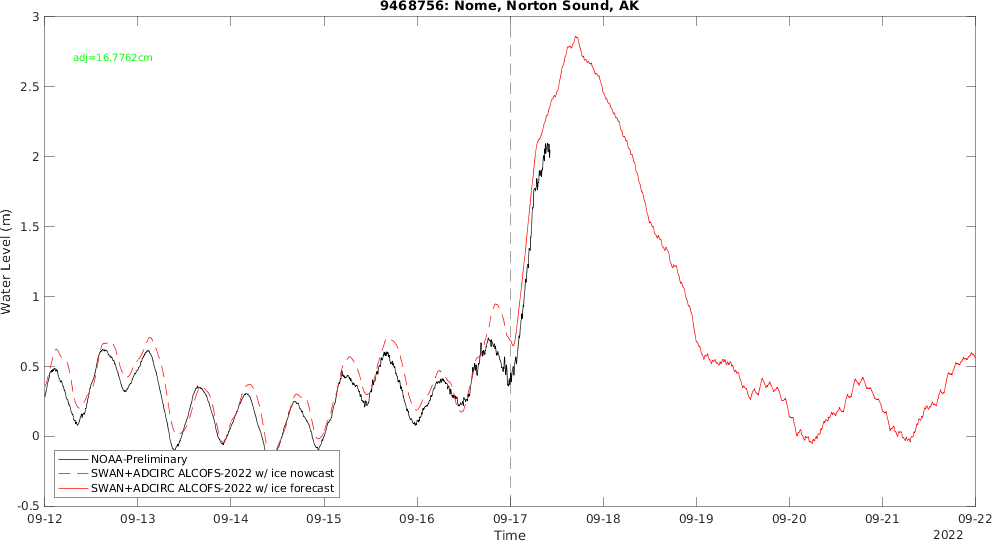 9468756: Nome, Norton Sound, AK
adj=16.7762cm
3
2.5
2
1.5
1
0.5
0
-0.5
Water Level (m)
NOAA-Preliminary
SWAN+ADCIRC ALCOFS-2022 w/ ice nowcast
SWAN+ADCIRC ALCOFS-2022 w/ ice forecast
09-12 09-13 09-14 09-15 09-16 09-17 09-18 09-19 09-20 09-21 09-22
Time
2022